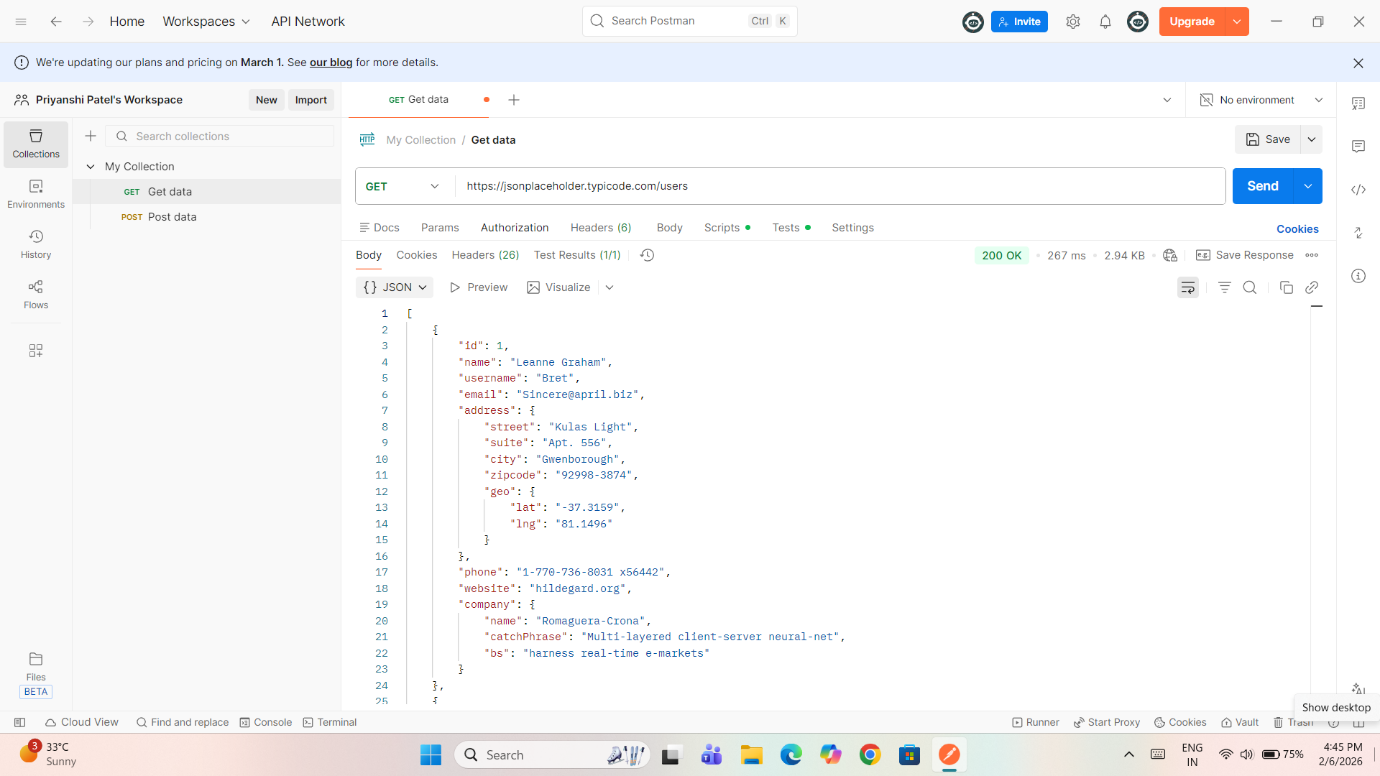 Home Workspaces API Network Search Postman Ctrl K Invite Upgrade
We're updating our plans and pricing on March 1. See our blog for more details.
Priyanshi Patel's Workspace New Import GET Get data No environment
Collections
Search collections
My Collection / Get data Save
My Collection
GET Get data
POST Post data
Environments
History
Flows
HTTP
GET https://jsonplaceholder.typicode.com/users Send
Docs Params Authorization Headers (6) Body Scripts Tests Settings Cookies
Body Cookies Headers (26) Test Results (1/1) 200 OK 267 ms 2.94 KB e.g. Save Response
{} JSON Preview Visualize
1 [
2 {
3 "id": 1,
4 "name": "Leanne Graham",
5 "username": "Bret",
6 "email": "Sincere@april.biz",
7 "address": {
8 "street": "Kulas Light",
9 "suite": "Apt. 556",
10 "city": "Gwenborough",
11 "zipcode": "92998-3874",
12 "geo": {
13 "lat": "-37.3159",
14 "lng": "81.1496"
15 }
16 },
17 "phone": "1-770-736-8031 x56442",
18 "website": "hildegard.org",
19 "company": {
20 "name": "Romaguera-Crona",
21 "catchPhrase": "Multi-layered client-server neural-net",
22 "bs": "harness real-time e-markets"
23 }
24 },
25 {
Files
BETA
AI
Show desktop
Cloud View Find and replace Console Terminal Runner Start Proxy Cookies Vault Trash
3 33°C
Sunny
Search
ENG
IN
75%
4:45 PM
2/6/2026